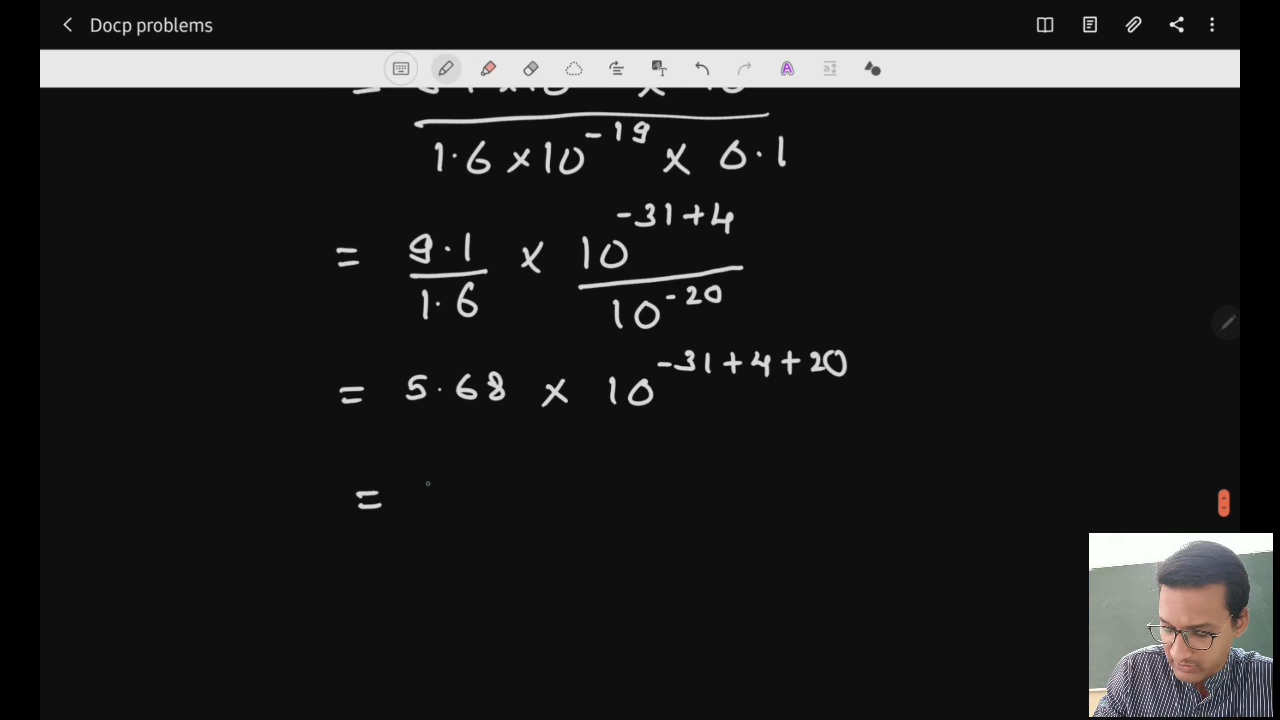 Docp problems
1.6 × 10^-19 × 0.1
= 9.1/1.6 × 10^-31+4/10^-20
= 5.68 × 10^-31+4+20
=